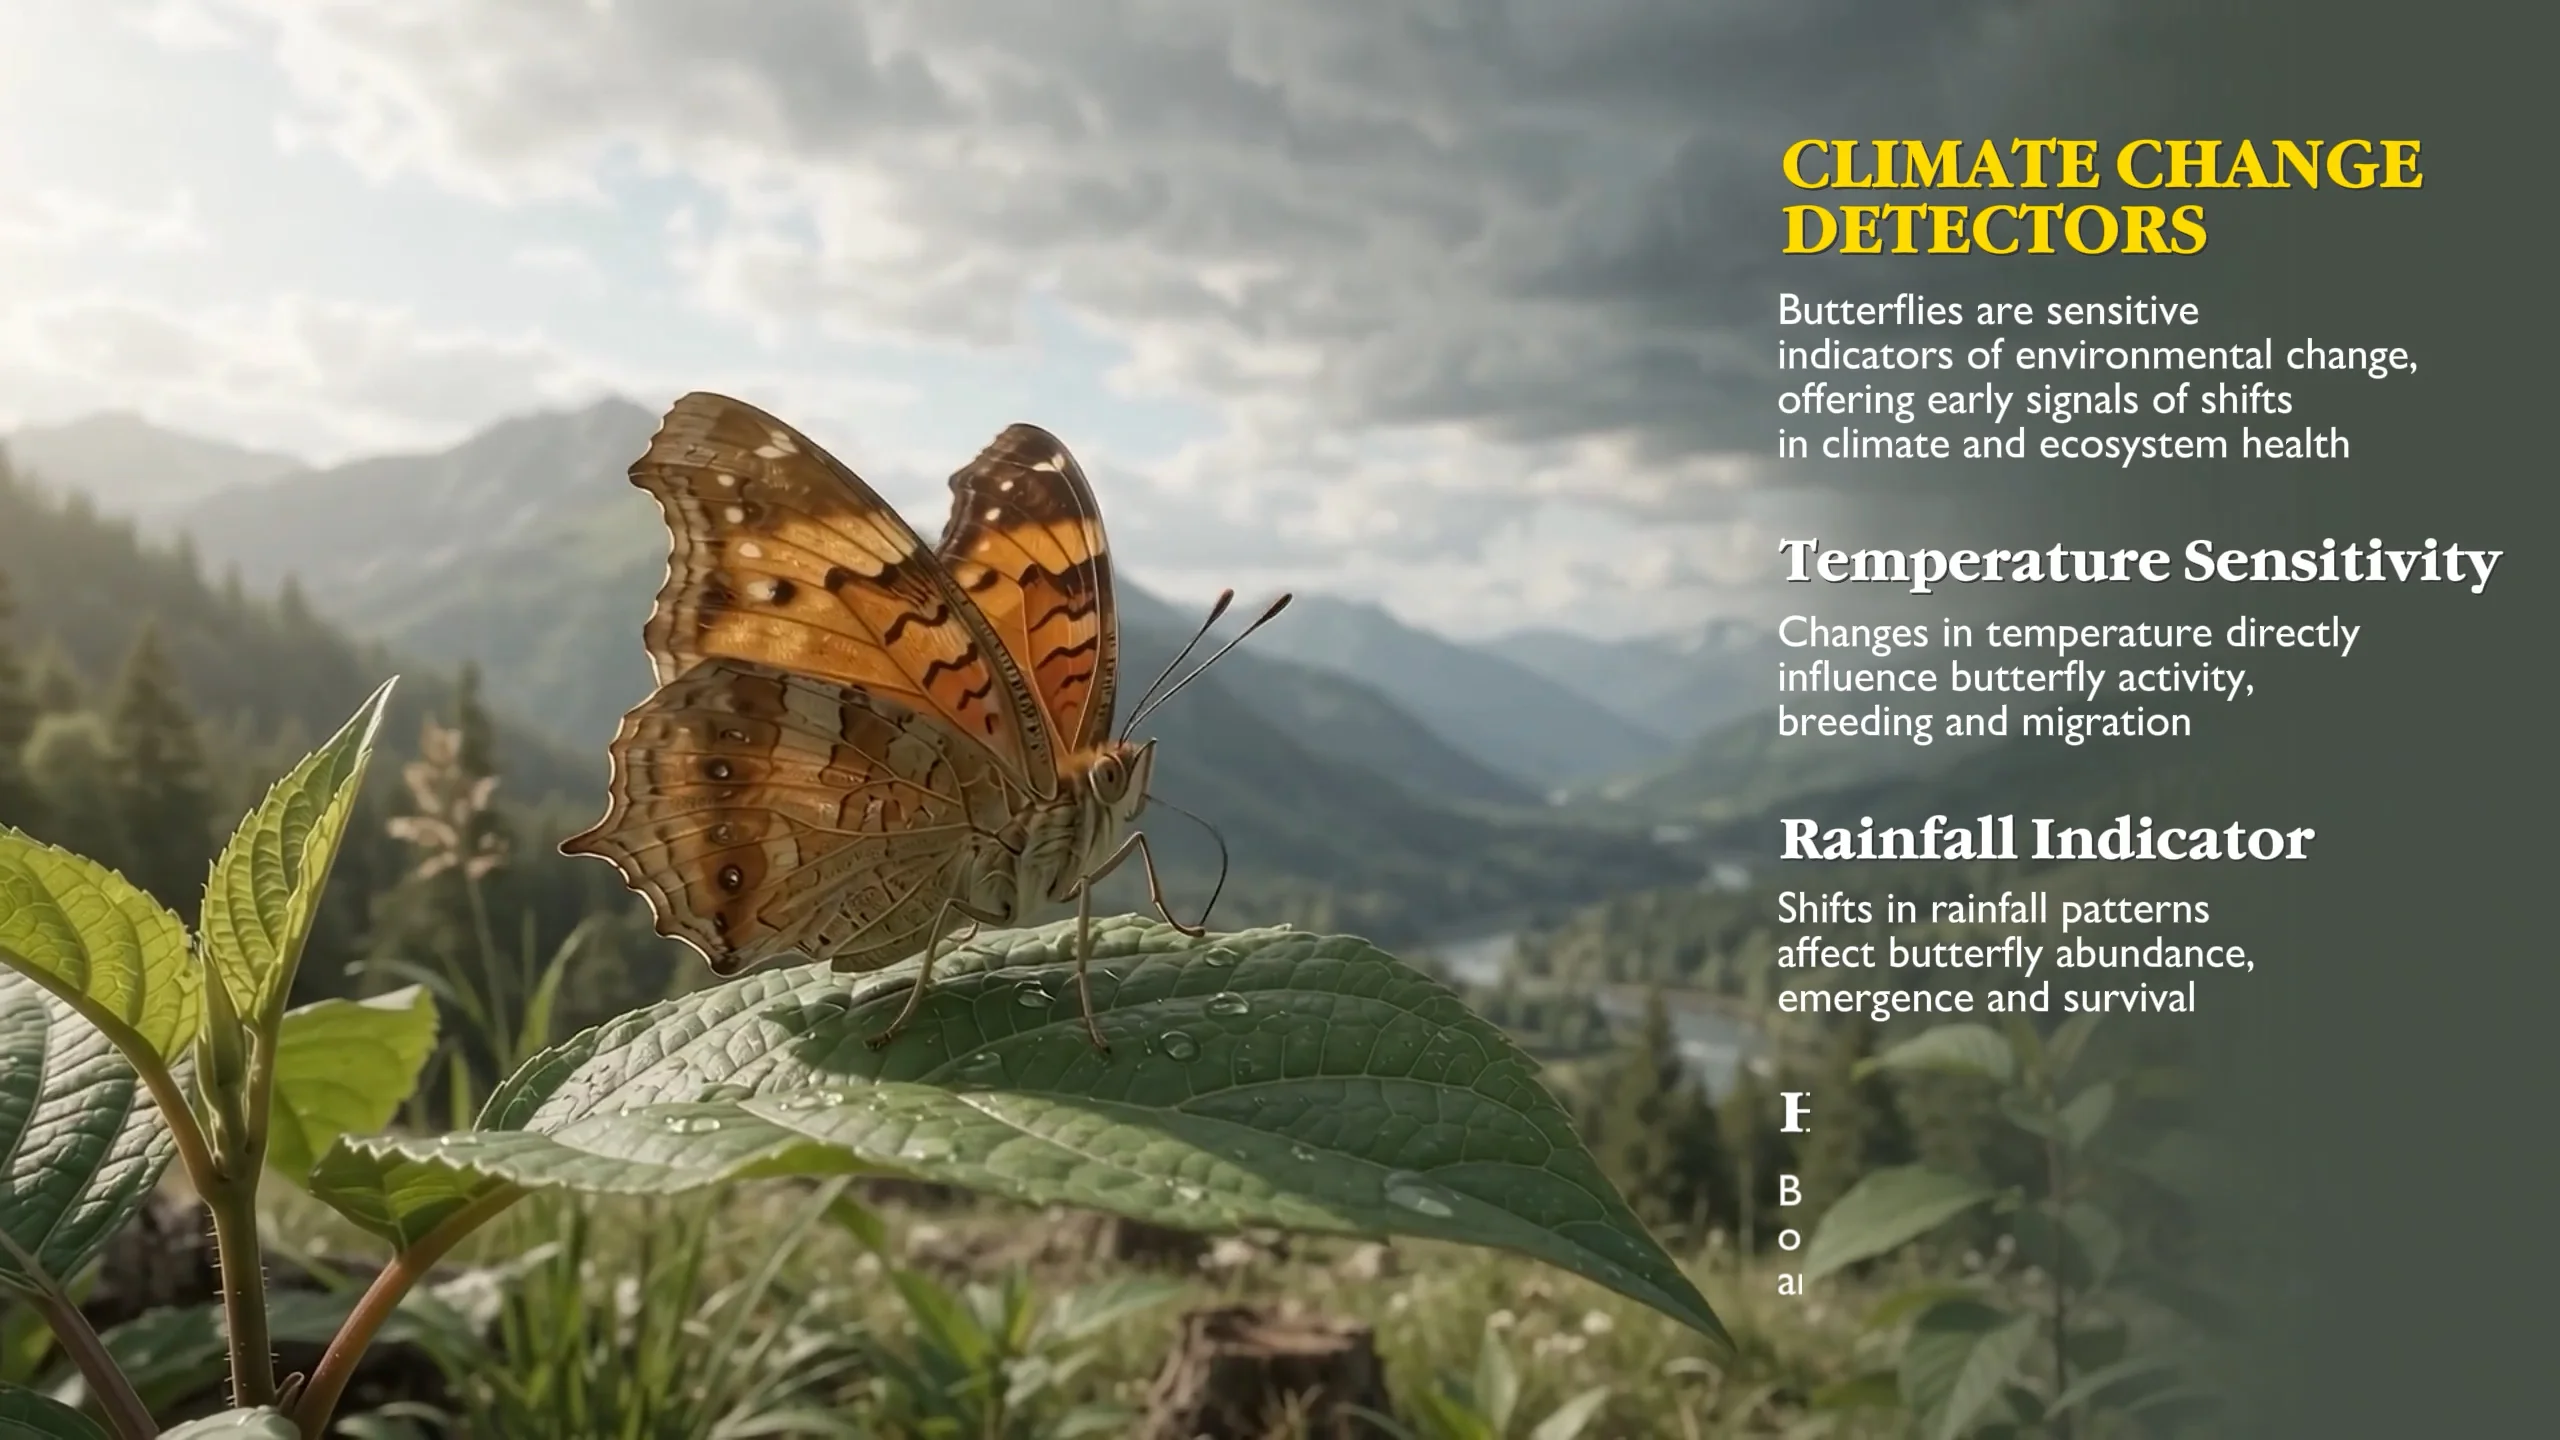 CLIMATE CHANGE
DETECTORS
Butterflies are sensitive
indicators of environmental change,
offering early signals of shifts
in climate and ecosystem health
Temperature Sensitivity
Changes in temperature directly
influence butterfly activity,
breeding and migration
Rainfall Indicator
Shifts in rainfall patterns
affect butterfly abundance,
emergence and survival